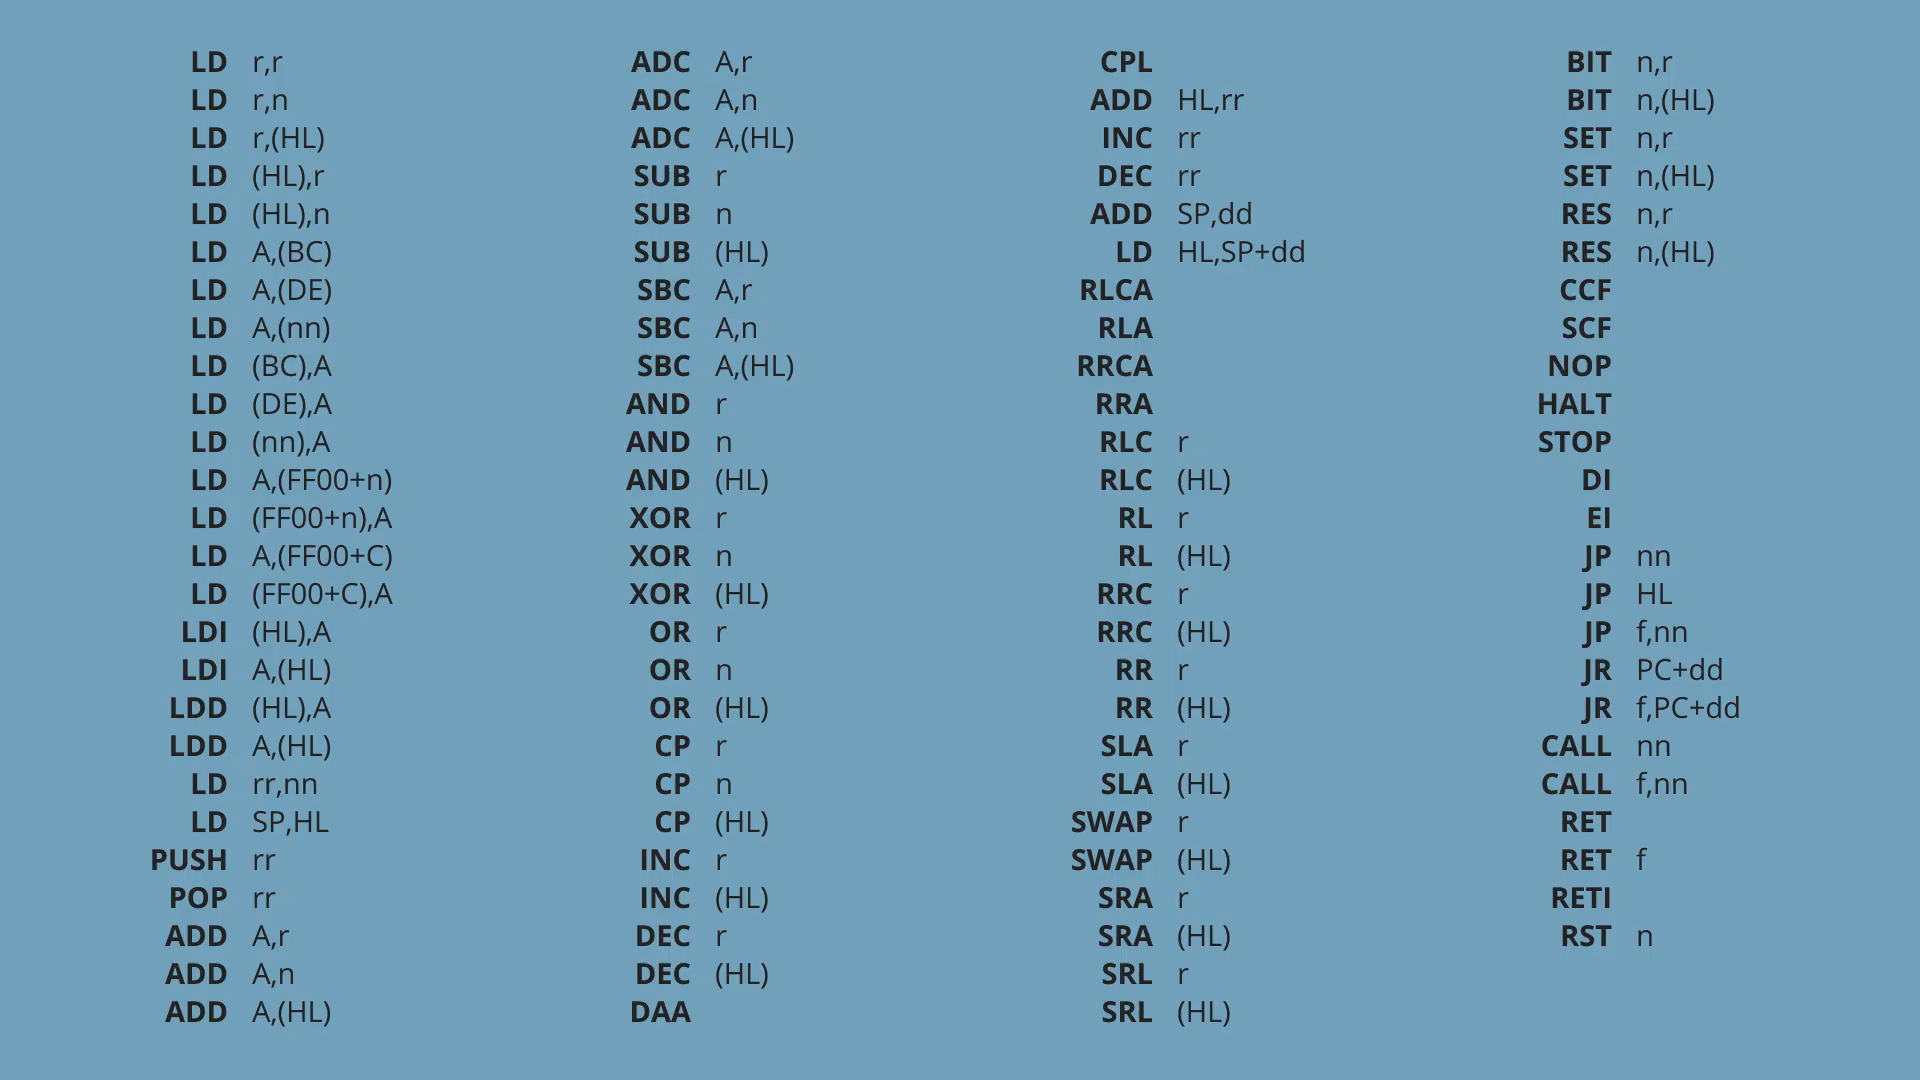 LD r,r
LD r,n
LD r,(HL)
LD (HL),r
LD (HL),n
LD A,(BC)
LD A,(DE)
LD A,(nn)
LD (BC),A
LD (DE),A
LD (nn),A
LD A,(FF00+n)
LD (FF00+n),A
LD A,(FF00+C)
LD (FF00+C),A
LDI (HL),A
LDI A,(HL)
LDD (HL),A
LDD A,(HL)
LD rr,nn
LD SP,HL
PUSH rr
POP rr
ADD A,r
ADD A,n
ADD A,(HL)
ADC A,r
ADC A,n
ADC A,(HL)
SUB r
SUB n
SUB (HL)
SBC A,r
SBC A,n
SBC A,(HL)
AND r
AND n
AND (HL)
XOR r
XOR n
XOR (HL)
OR r
OR n
OR (HL)
CP r
CP n
CP (HL)
INC r
INC (HL)
DEC r
DEC (HL)
DAA
CPL
ADD HL,rr
INC rr
DEC rr
ADD SP,dd
LD HL,SP+dd
RLCA
RLA
RRCA
RRA
RLC r
RLC (HL)
RL r
RL (HL)
RRC r
RRC (HL)
RR r
RR (HL)
SLA r
SLA (HL)
SWAP r
SWAP (HL)
SRA r
SRA (HL)
SRL r
SRL (HL)
BIT n,r
BIT n,(HL)
SET n,r
SET n,(HL)
RES n,r
RES n,(HL)
CCF
SCF
NOP
HALT
STOP
DI
EI
JP nn
JP HL
JP f,nn
JR PC+dd
JR f,PC+dd
CALL nn
CALL f,nn
RET
RET f
RETI
RST n